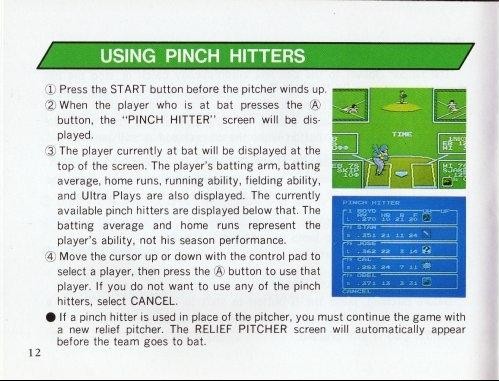 USING PINCH HITTERS
① Press the START button before the pitcher winds up.
② When the player who is at bat presses the Ⓐ
button, the "PINCH HITTER" screen will be dis-
played.
③ The player currently at bat will be displayed at the
top of the screen. The player's batting arm, batting
average, home runs, running ability, fielding ability,
and Ultra Plays are also displayed. The currently
available pinch hitters are displayed below that. The
batting average and home runs represent the
player's ability, not his season performance.
④ Move the cursor up or down with the control pad to
select a player, then press the Ⓐ button to use that
player. If you do not want to use any of the pinch
hitters, select CANCEL.
● If a pinch hitter is used in place of the pitcher, you must continue the game with
a new relief pitcher. The RELIEF PITCHER screen will automatically appear
before the team goes to bat.
12
TIME
PINCH HITTER
BOYD
L .270 10 21 20
STAN
.351 21 11 24
JOSE
L .362 22 3 14
CAL
.283 24 7 11
.371 13 3 31
CANCEL